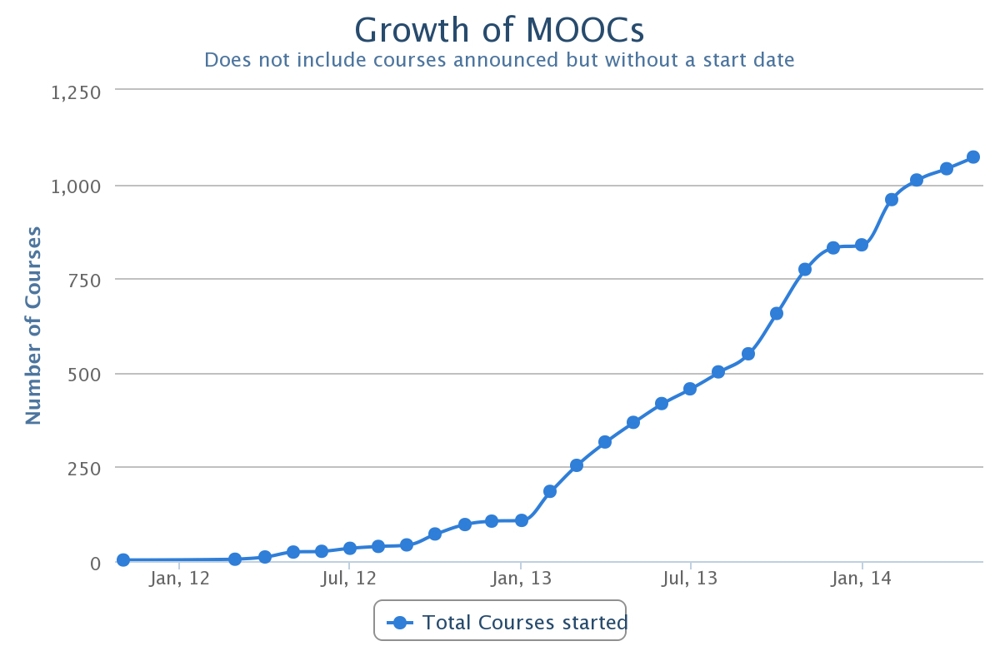 Growth of MOOCs
Does not include courses announced but without a start date
1,250
1,000
750
500
250
0
Number of Courses
Jan, 12 Jul, 12 Jan, 13 Jul, 13 Jan, 14
Total Courses started